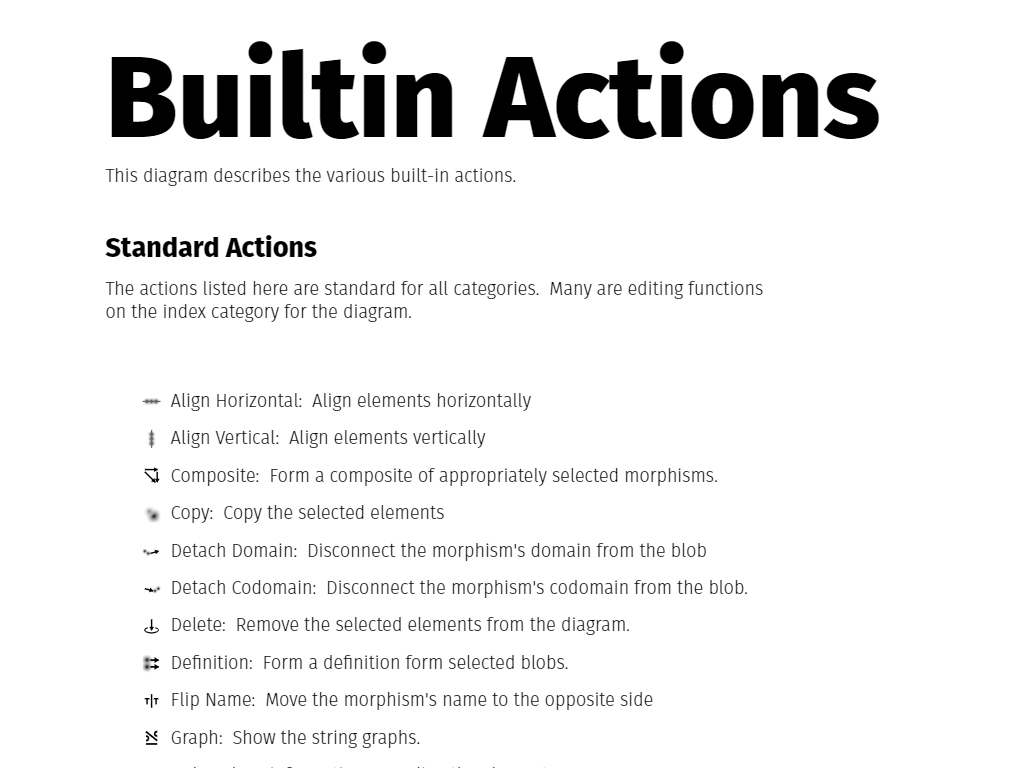 Builtin Actions
This diagram describes the various built-in actions.
Standard Actions
The actions listed here are standard for all categories.  Many are editing functions
on the index category for the diagram.
Align Horizontal:  Align elements horizontally
Align Vertical:  Align elements vertically
Composite:  Form a composite of appropriately selected morphisms.
Copy:  Copy the selected elements
Detach Domain:  Disconnect the morphism's domain from the blob
Detach Codomain:  Disconnect the morphism's codomain from the blob.
Delete:  Remove the selected elements from the diagram.
Definition:  Form a definition form selected blobs.
Flip Name:  Move the morphism's name to the opposite side
Graph:  Show the string graphs.